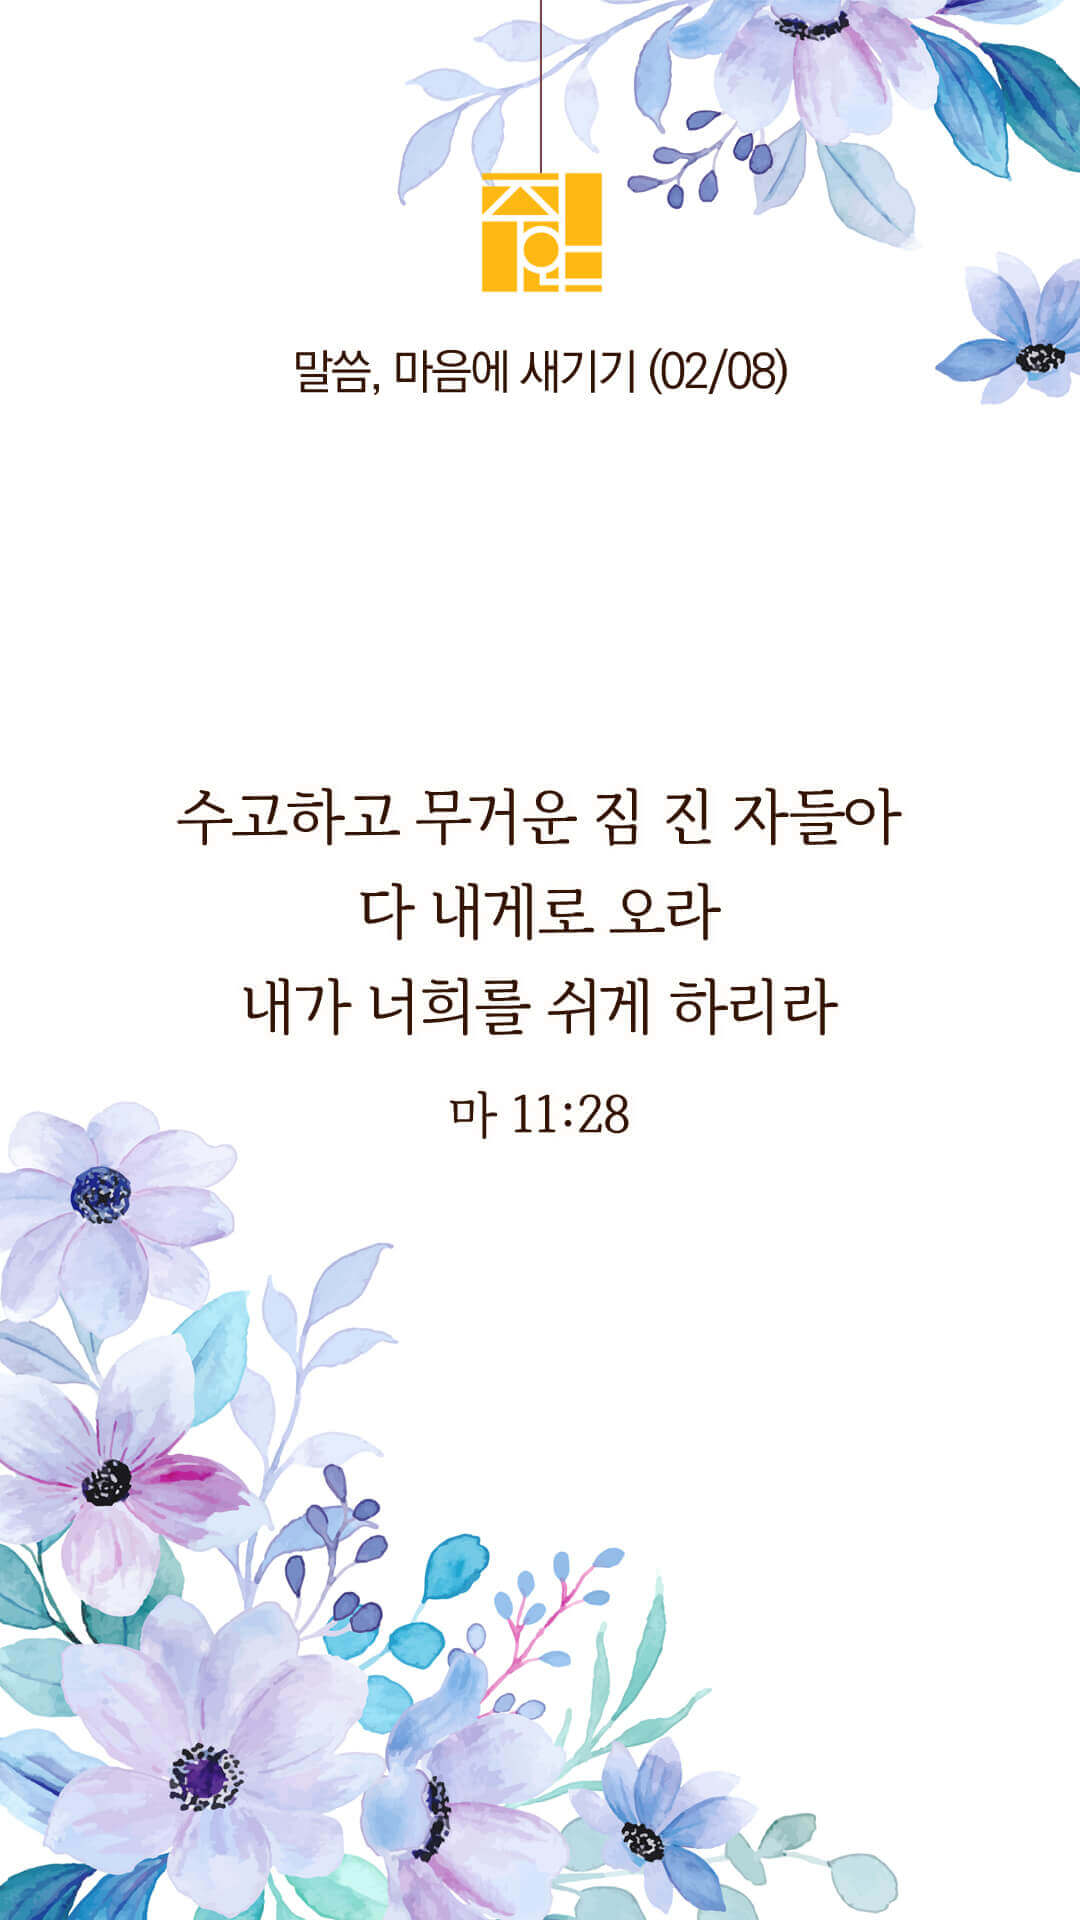 주안
말씀, 마음에 새기기 (02/08)
수고하고 무거운 짐 진 자들아
다 내게로 오라
내가 너희를 쉬게 하리라
마 11:28